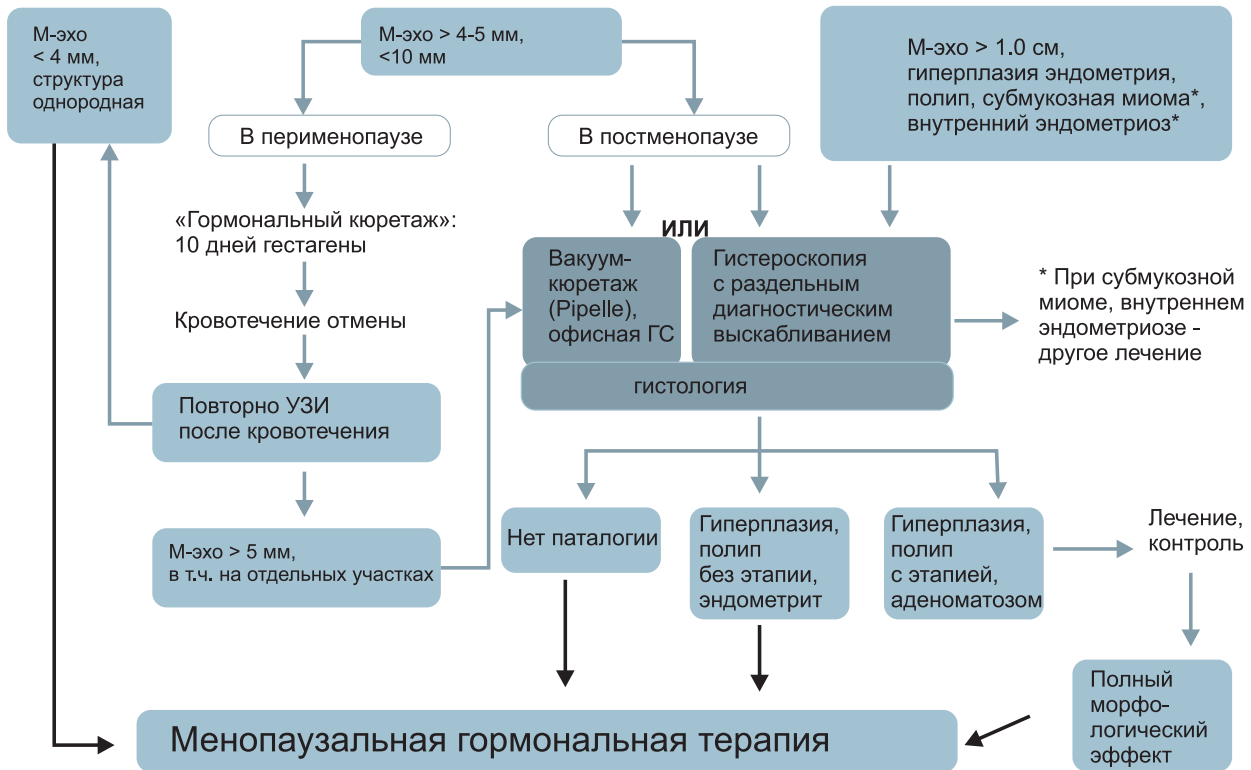 М-эхо
< 4 мм,
структура
однородная
М-эхо > 4-5 мм,
<10 мм
М-эхо > 1.0 см,
гиперплазия эндометрия,
полип, субмукозная миома*,
внутренний эндометриоз*
В перименопаузе
В постменопаузе
«Гормональный кюретаж»:
10 дней гестагены
Кровотечение отмены
Повторно УЗИ
после кровотечения
М-эхо > 5 мм,
в т.ч. на отдельных участках
ИЛИ
Вакуум-
кюретаж
(Pipelle),
офисная ГС
Гистероскопия
с раздельным
диагностическим
выскабливанием
гистология
* При субмукозной
миоме, внутреннем
эндометриозе -
другое лечение
Нет паталогии
Гиперплазия,
полип
без этапии,
эндометрит
Гиперплазия,
полип
с этапией,
аденоматозом
Лечение,
контроль
Полный
морфо-
логический
эффект
Менопаузальная гормональная терапия